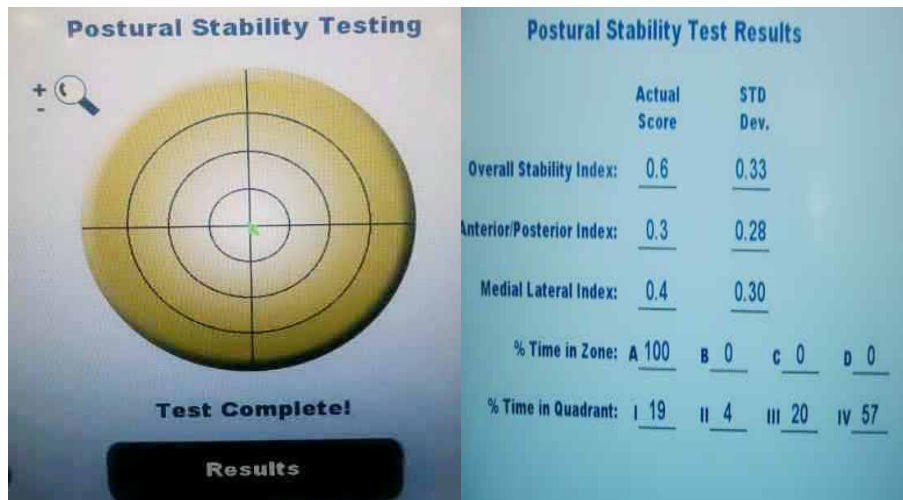 Postural Stability Testing
+
-
Test Complete!
Results
Postural Stability Test Results
Actual Score STD Dev.
Overall Stability Index: 0.6 0.33
Anterior/Posterior Index: 0.3 0.28
Medial Lateral Index: 0.4 0.30
% Time in Zone: A 100 B 0 C 0 D 0
% Time in Quadrant: I 19 II 4 III 20 IV 57